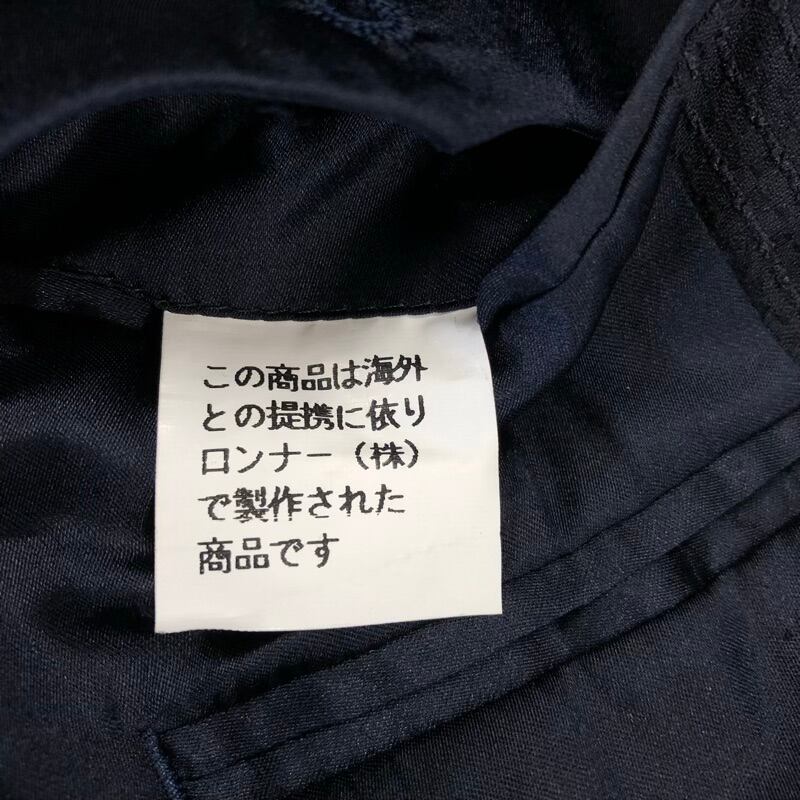 この商品は海外
との提携に依り
ロンナー（株）
で製作された
商品です